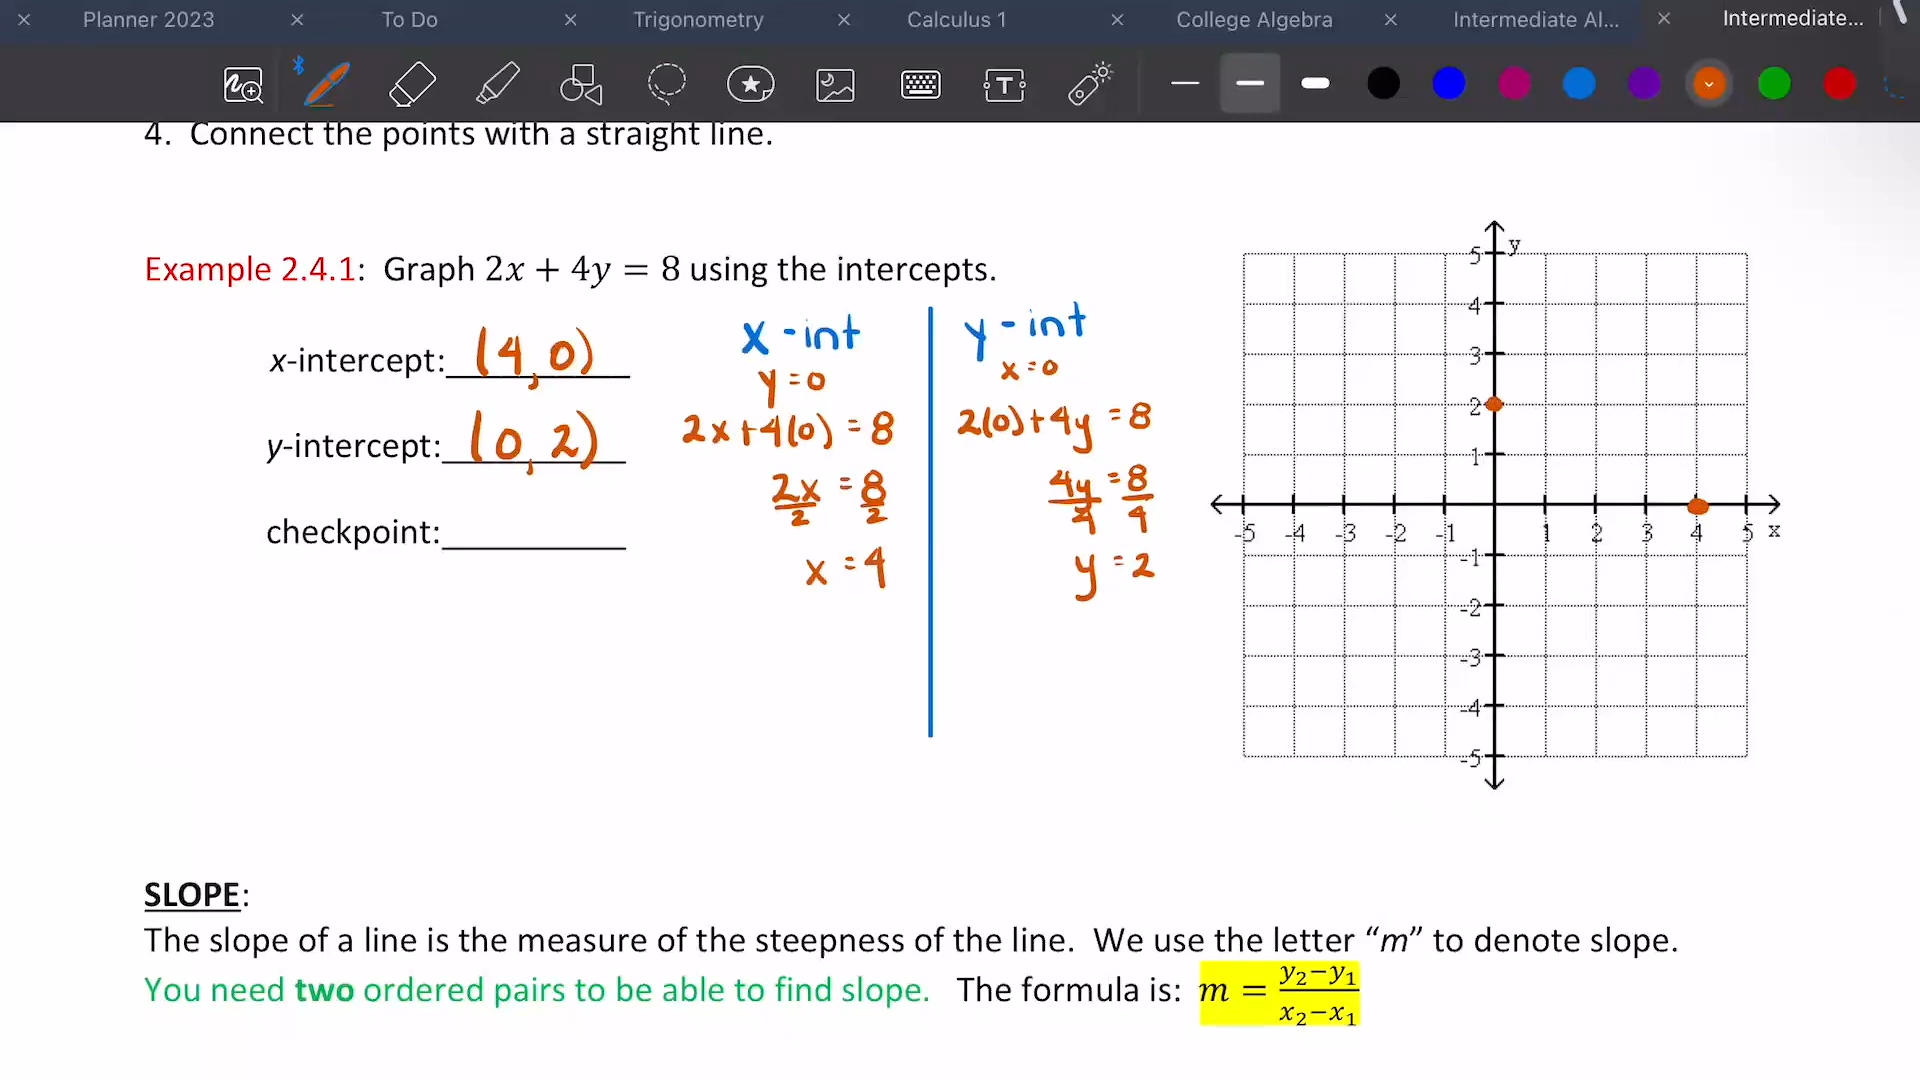 Planner 2023 To Do Trigonometry Calculus 1 College Algebra Intermediate Al... Intermediate...
4. Connect the points with a straight line.
Example 2.4.1: Graph 2x + 4y = 8 using the intercepts.
x-intercept: (4,0)
y-intercept: (0,2)
checkpoint:
x-int
y=0
2x+4(0) = 8
2x/2 = 8/2
x = 4
y-int
x=0
2(0)+4y = 8
4y/4 = 8/4
y = 2
y
5
4
3
2
1
-5 -4 -3 -2 -1 1 2 3 4 5 x
-1
-2
-3
-4
-5
SLOPE:
The slope of a line is the measure of the steepness of the line. We use the letter “m” to denote slope.
You need two ordered pairs to be able to find slope. The formula is: m = y₂−y₁/x₂−x₁